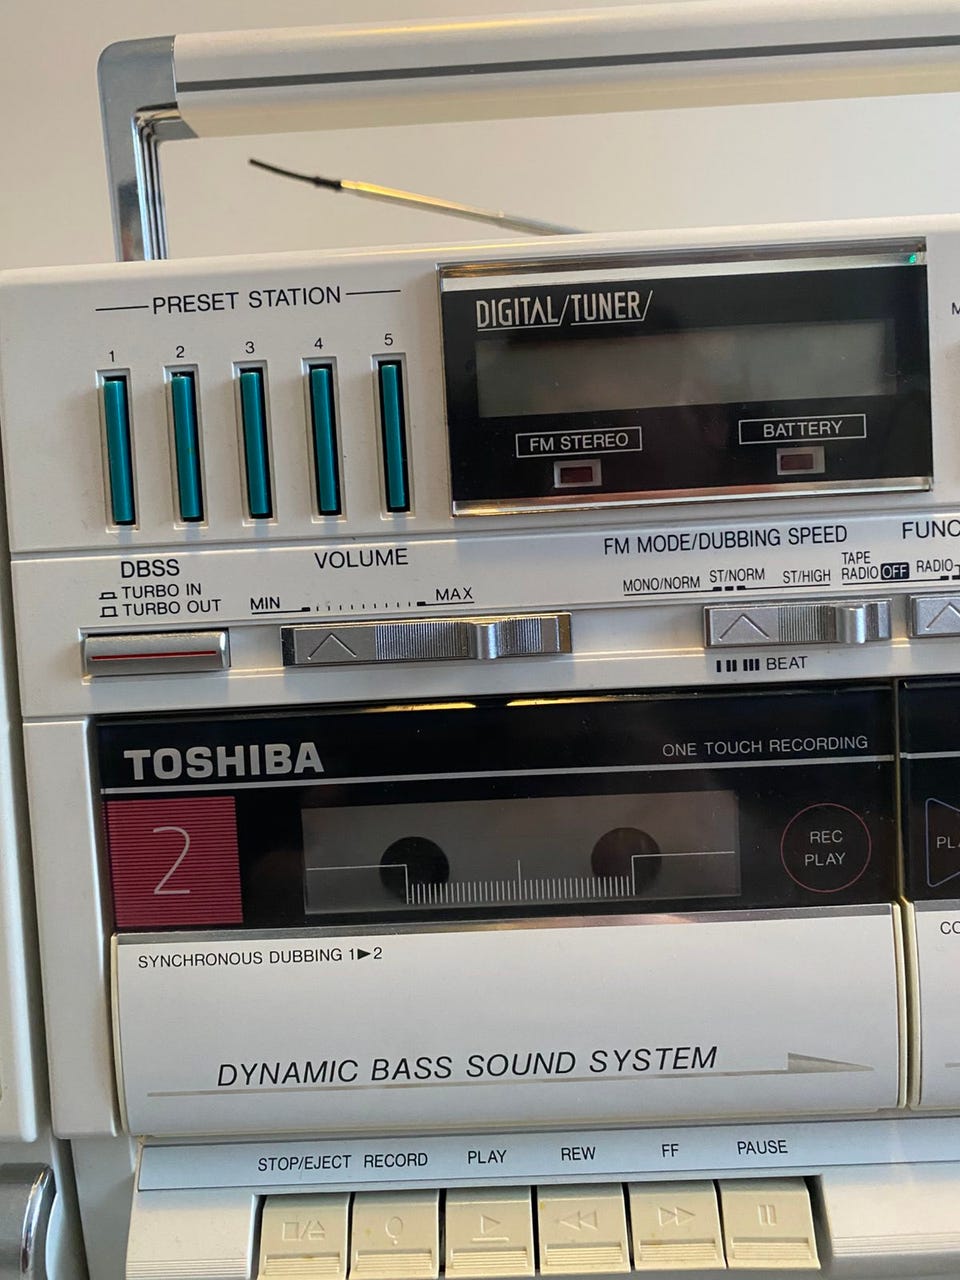 PRESET STATION
1 2 3 4 5
DIGITAL/TUNER/
FM STEREO
BATTERY
DBSS
TURBO IN
TURBO OUT
VOLUME
MIN MAX
FM MODE/DUBBING SPEED
MONO/NORM ST/NORM ST/HIGH
BEAT
FUNC
TAPE
RADIO OFF RADIO
M
TOSHIBA
ONE TOUCH RECORDING
2
REC
PLAY
PL
SYNCHRONOUS DUBBING 1▶2
CO
DYNAMIC BASS SOUND SYSTEM
STOP/EJECT RECORD PLAY REW FF PAUSE